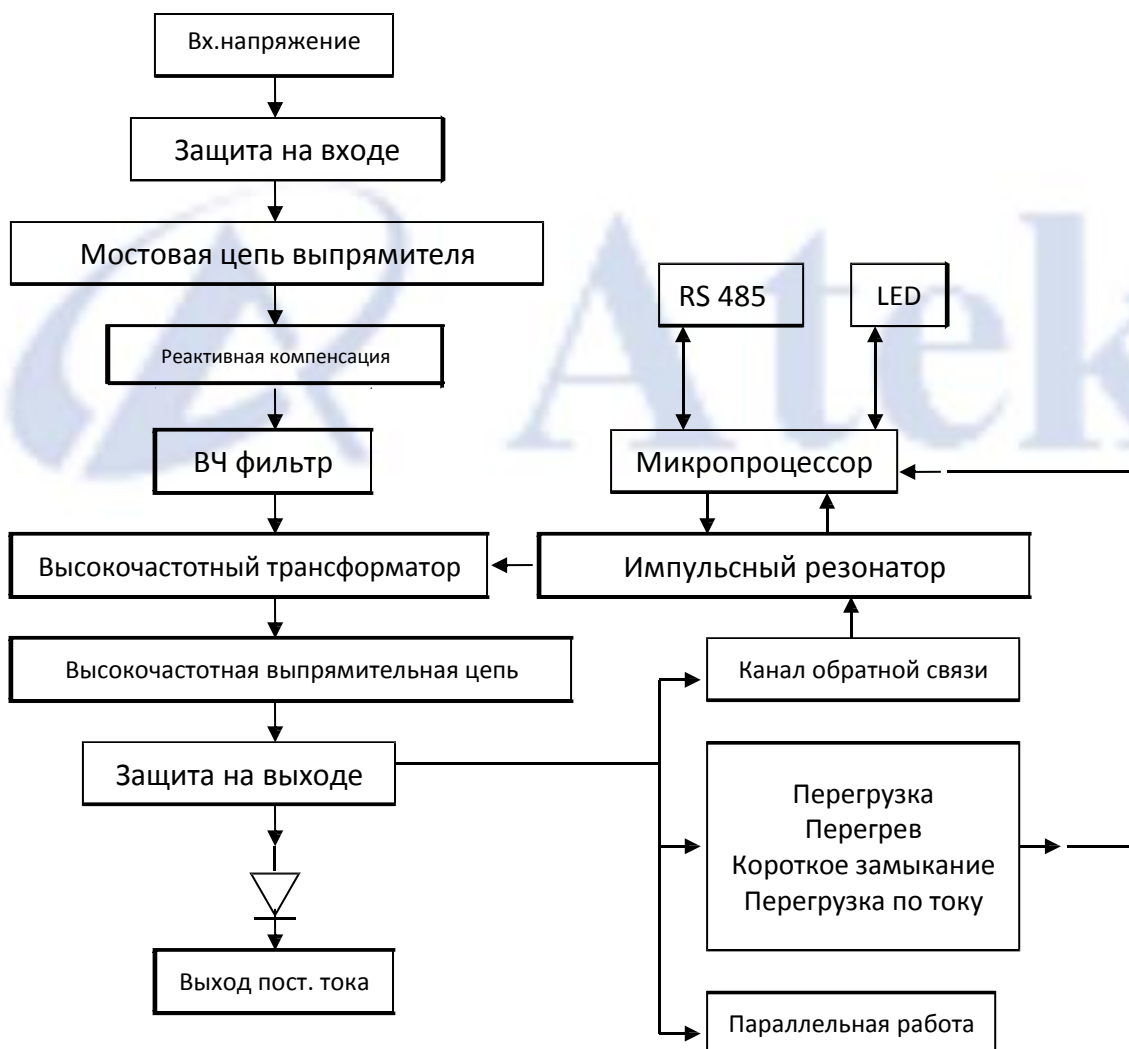 Вх.напряжение
Защита на входе
Мостовая цепь выпрямителя
RS 485
LED
Реактивная компенсация
ВЧ фильтр
Микропроцессор
Высокочастотный трансформатор
Импульсный резонатор
Высокочастотная выпрямительная цепь
Канал обратной связи
Защита на выходе
Перегрузка
Перегрев
Короткое замыкание
Перегрузка по току
Выход пост. тока
Параллельная работа
Atek